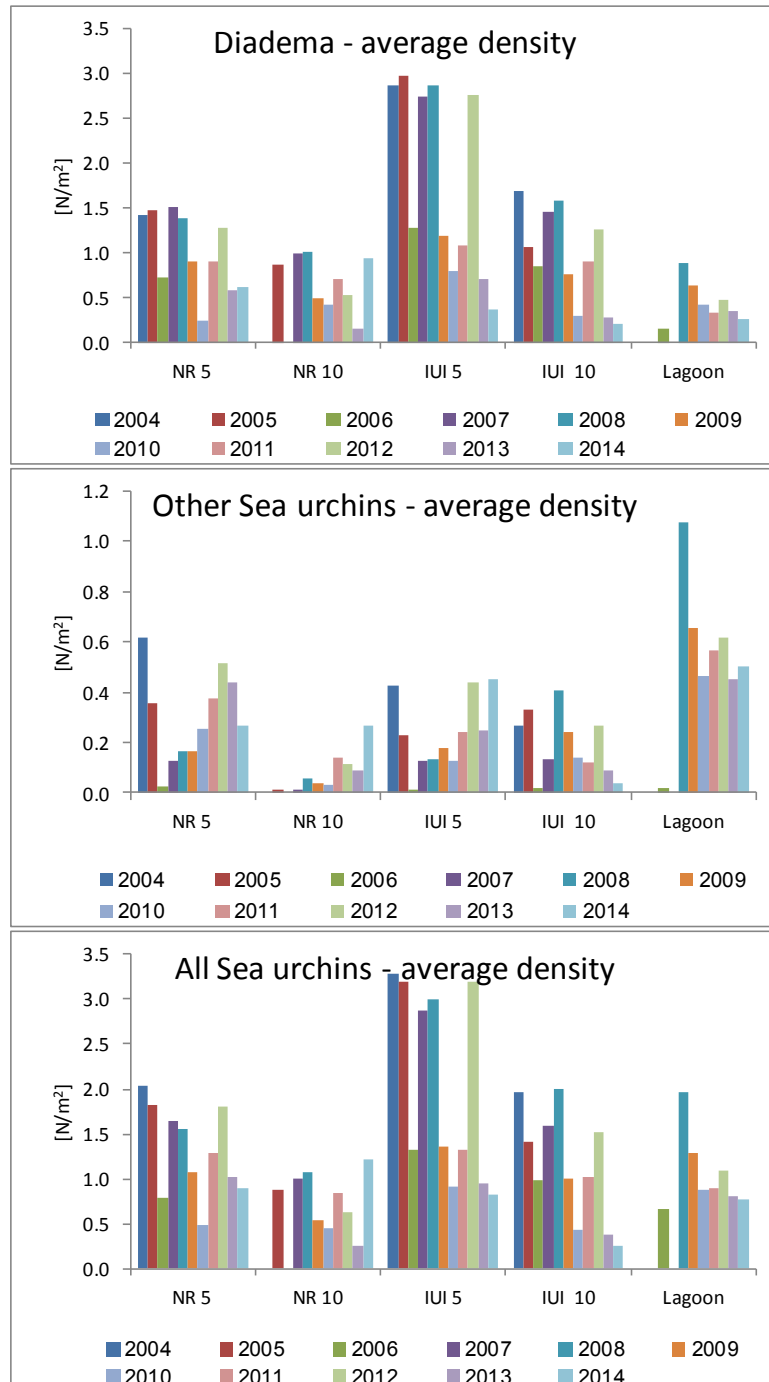 Diadema - average density
3.5
3.0
2.5
2.0
1.5
1.0
0.5
0.0
[N/m²]
NR 5 NR 10 IUI 5 IUI 10 Lagoon
2004 2005 2006 2007 2008 2009
2010 2011 2012 2013 2014
Other Sea urchins - average density
1.2
1.0
0.8
0.6
0.4
0.2
0.0
[N/m²]
NR 5 NR 10 IUI 5 IUI 10 Lagoon
2004 2005 2006 2007 2008 2009
2010 2011 2012 2013 2014
All Sea urchins - average density
3.5
3.0
2.5
2.0
1.5
1.0
0.5
0.0
[N/m²]
NR 5 NR 10 IUI 5 IUI 10 Lagoon
2004 2005 2006 2007 2008 2009
2010 2011 2012 2013 2014